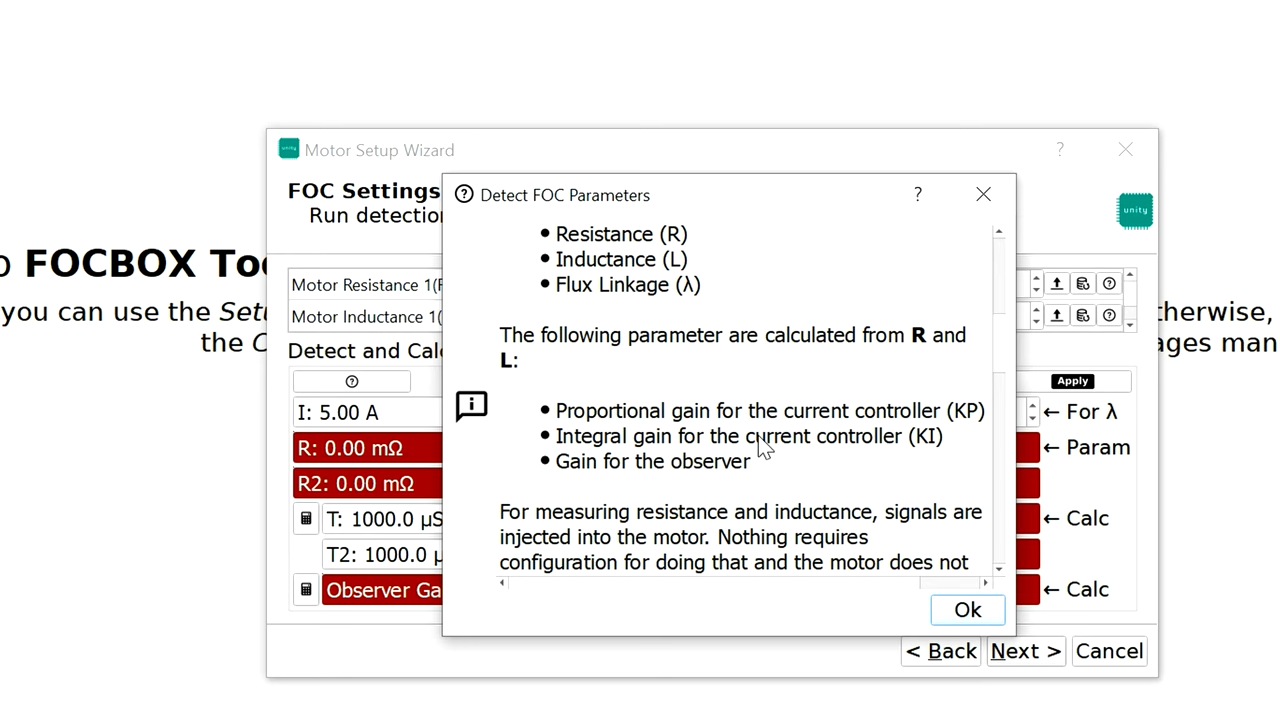 unity Motor Setup Wizard ?
FOC Settings
Run detection
unity
Detect FOC Parameters ?
• Resistance (R)
• Inductance (L)
• Flux Linkage (λ)
The following parameter are calculated from R and
L:
• Proportional gain for the current controller (KP)
• Integral gain for the current controller (KI)
• Gain for the observer
For measuring resistance and inductance, signals are
injected into the motor. Nothing requires
configuration for doing that and the motor does not
Ok
FOCBOX
you can use the
therwise,
the
ages
Motor Resistance 1
Motor Inductance 1(
Detect and
Apply
I: 5.00 A
← For λ
R: 0.00 mΩ
← Param
R2: 0.00 mΩ
T: 1000.0 µS
← Calc
T2: 1000.0
Observer
← Calc
< Back
Next >
Cancel